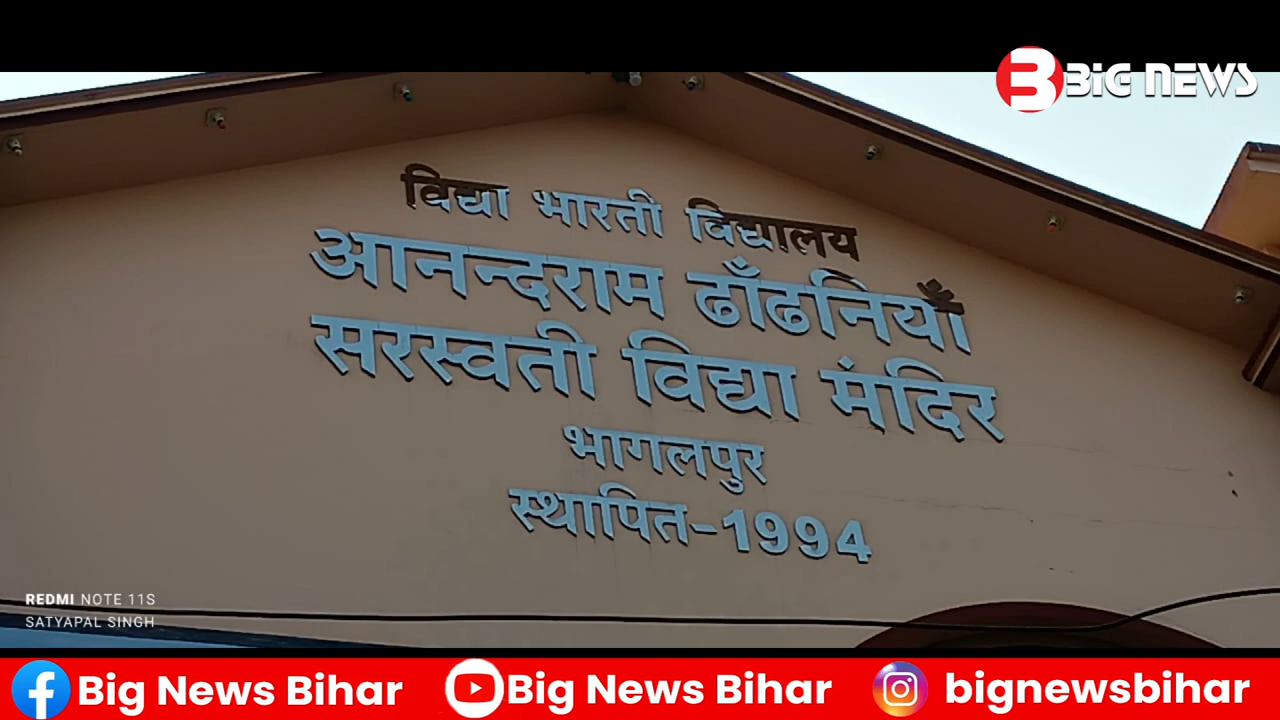 BIG NEWS
विद्या भारती विद्यालय
आनन्दराम ढाँढनियाँ
सरस्वती विद्या मंदिर
भागलपुर
स्थापित-1994
REDMI NOTE 11S
SATYAPAL SINGH
Big News Bihar Big News Bihar bignewsbihar